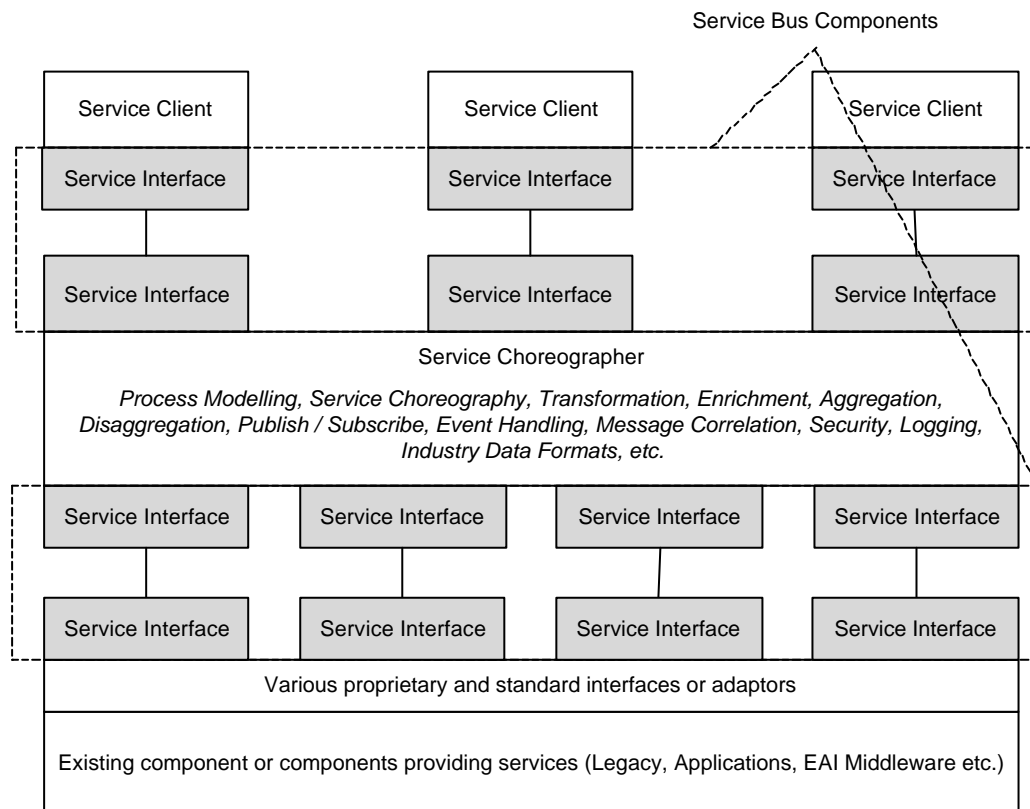 Service Bus Components
Service Client
Service Client
Service Client
Service Interface
Service Interface
Service Interface
Service Interface
Service Interface
Service Interface
Service Choreographer
Process Modelling, Service Choreography, Transformation, Enrichment, Aggregation,
Disaggregation, Publish / Subscribe, Event Handling, Message Correlation, Security, Logging,
Industry Data Formats, etc.
Service Interface
Service Interface
Service Interface
Service Interface
Service Interface
Service Interface
Service Interface
Service Interface
Various proprietary and standard interfaces or adaptors
Existing component or components providing services (Legacy, Applications, EAI Middleware etc.)